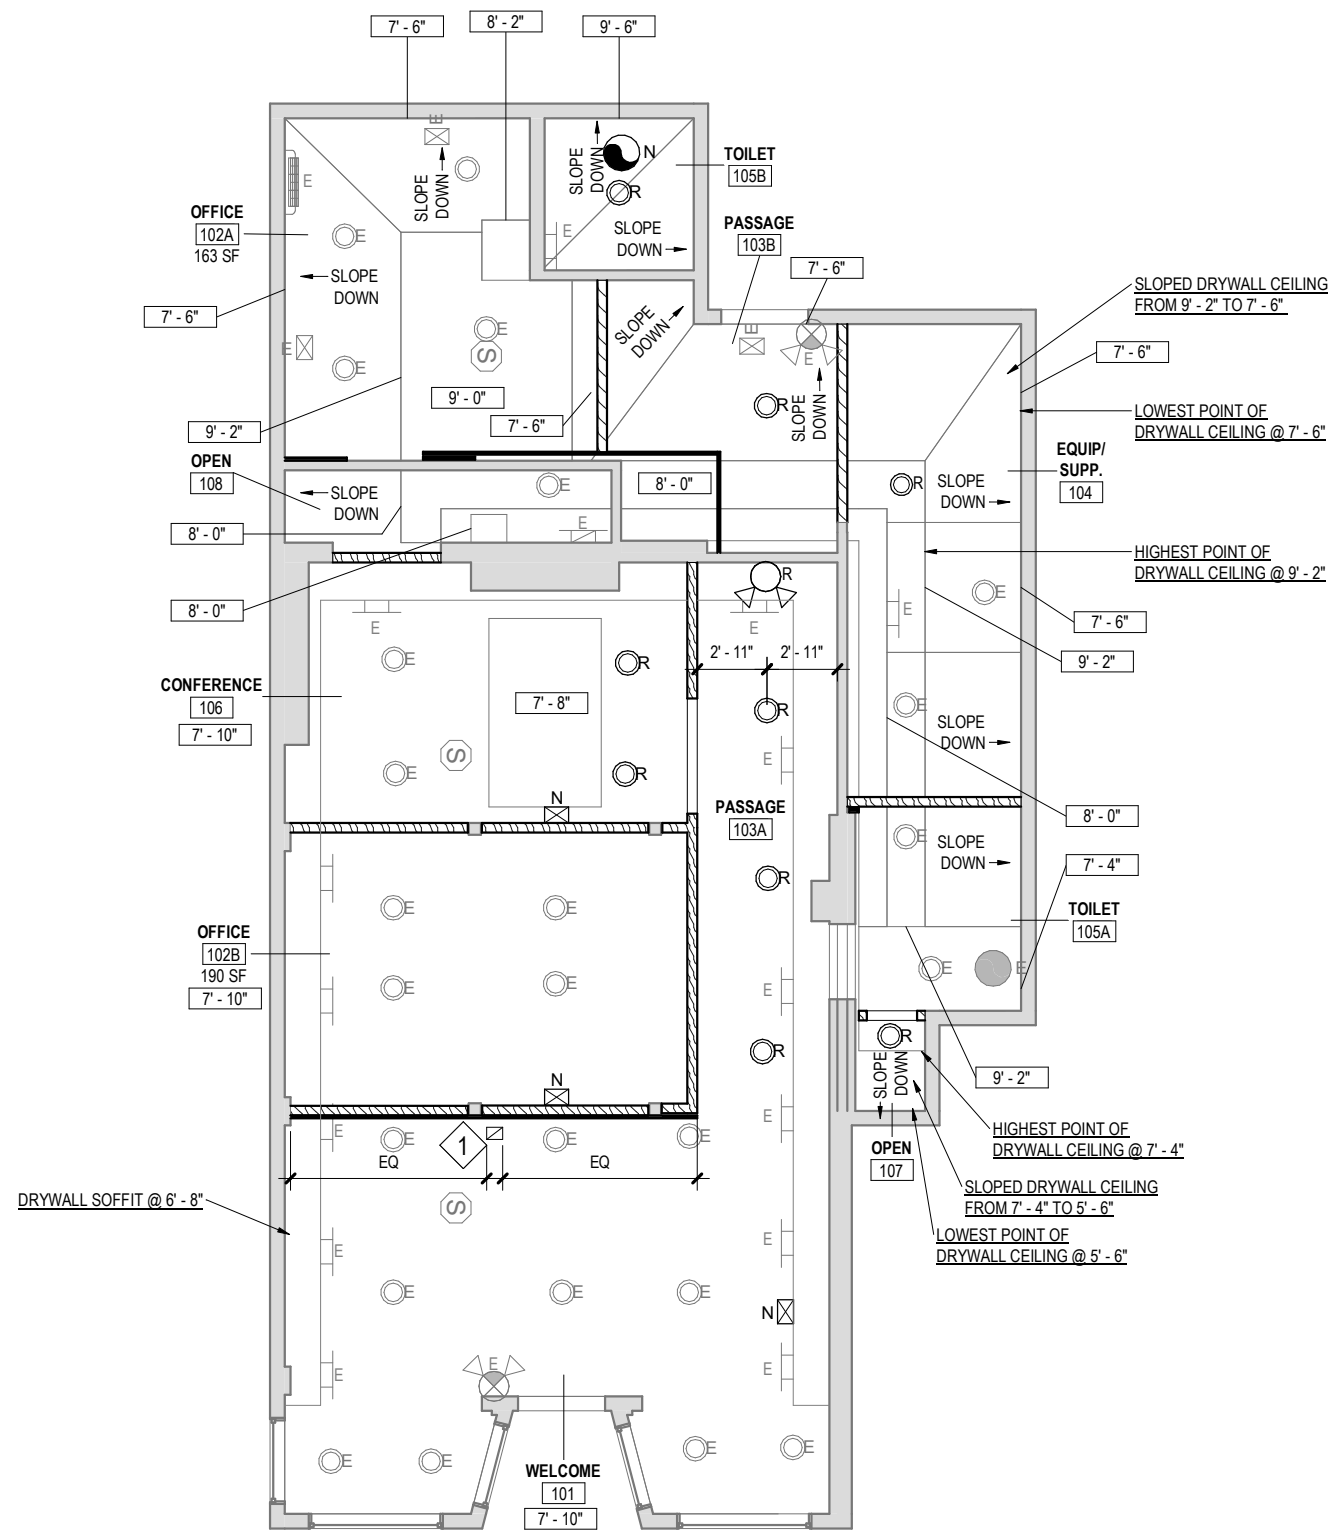 7' - 6"
8' - 2"
9' - 6"
E
SLOPE
DOWN
SLOPE
DOWN
N
R
TOILET
105B
E
OFFICE
102A
163 SF
E
SLOPE
DOWN
E
PASSAGE
103B
7' - 6"
SLOPE
DOWN
SLOPED DRYWALL CEILING
FROM 9' - 2" TO 7' - 6"
7' - 6"
SLOPE
DOWN
E
E
E
7' - 6"
E
E
S
9' - 0"
R
SLOPE
DOWN
LOWEST POINT OF
DRYWALL CEILING @ 7' - 6"
9' - 2"
7' - 6"
EQUIP/
SUPP.
104
OPEN
108
SLOPE
DOWN
E
8' - 0"
R
SLOPE
DOWN
8' - 0"
E
HIGHEST POINT OF
DRYWALL CEILING @ 9' - 2"
8' - 0"
R
E
E
E
E
7' - 6"
E
R
2' - 11"
2' - 11"
9' - 2"
CONFERENCE
106
7' - 10"
7' - 8"
R
E
SLOPE
DOWN
S
E
E
R
N
PASSAGE
103A
8' - 0"
E
SLOPE
DOWN
7' - 4"
E
R
E
E
TOILET
105A
OFFICE
102B
190 SF
7' - 10"
E
E
E
E
E
E
R
R
SLOPE
DOWN
9' - 2"
N
E
E
1
E
E
E
HIGHEST POINT OF
DRYWALL CEILING @ 7' - 4"
OPEN
107
EQ
EQ
SLOPED DRYWALL CEILING
FROM 7' - 4" TO 5' - 6"
DRYWALL SOFFIT @ 6' - 8"
S
LOWEST POINT OF
DRYWALL CEILING @ 5' - 6"
E
E
E
E
E
N
E
E
E
E
E
E
E
WELCOME
101
7' - 10"